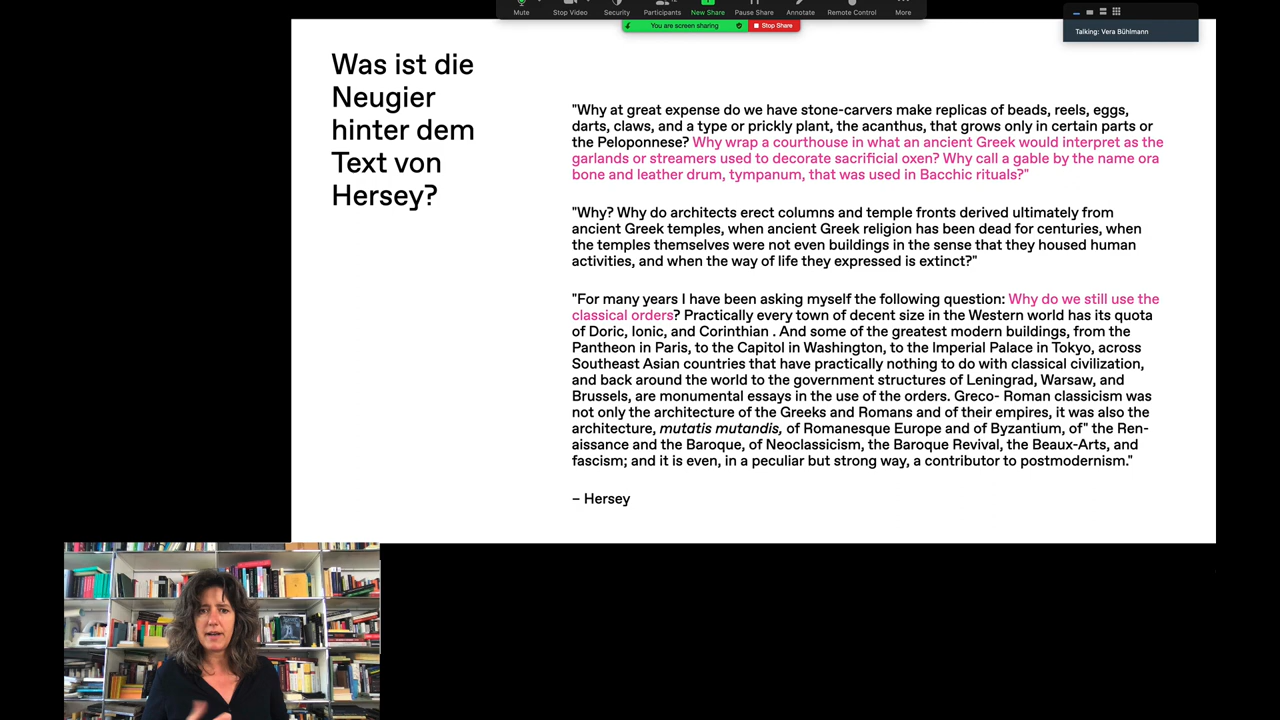 Mute
Stop Video
Security
Participants
New Share
Pause Share
Annotate
Remote Control
More
You are screen sharing
Stop Share
Talking: Vera Bühlmann
Was ist die
Neugier
hinter dem
Text von
Hersey?
"Why at great expense do we have stone-carvers make replicas of beads, reels, eggs,
darts, claws, and a type or prickly plant, the acanthus, that grows only in certain parts or
the Peloponnese? Why wrap a courthouse in what an ancient Greek would interpret as the
garlands or streamers used to decorate sacrificial oxen? Why call a gable by the name ora
bone and leather drum, tympanum, that was used in Bacchic rituals?"
"Why? Why do architects erect columns and temple fronts derived ultimately from
ancient Greek temples, when ancient Greek religion has been dead for centuries, when
the temples themselves were not even buildings in the sense that they housed human
activities, and when the way of life they expressed is extinct?"
"For many years I have been asking myself the following question: Why do we still use the
classical orders? Practically every town of decent size in the Western world has its quota
of Doric, Ionic, and Corinthian . And some of the greatest modern buildings, from the
Pantheon in Paris, to the Capitol in Washington, to the Imperial Palace in Tokyo, across
Southeast Asian countries that have practically nothing to do with classical civilization,
and back around the world to the government structures of Leningrad, Warsaw, and
Brussels, are monumental essays in the use of the orders. Greco- Roman classicism was
not only the architecture of the Greeks and Romans and of their empires, it was also the
architecture, mutatis mutandis, of Romanesque Europe and of Byzantium, of" the Ren-
aissance and the Baroque, of Neoclassicism, the Baroque Revival, the Beaux-Arts, and
fascism; and it is even, in a peculiar but strong way, a contributor to postmodernism."
– Hersey